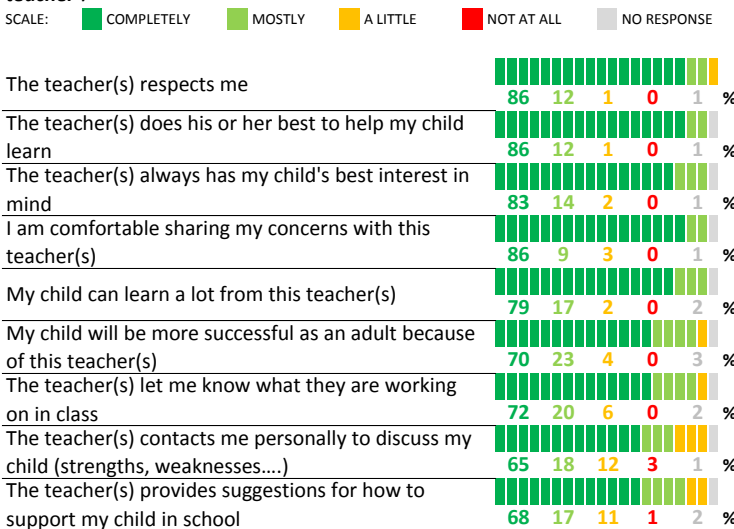 SCALE: COMPLETELY MOSTLY A LITTLE NOT AT ALL NO RESPONSE
The teacher(s) respects me
86 12 1 0 1 %
The teacher(s) does his or her best to help my child
learn
86 12 1 0 1 %
The teacher(s) always has my child's best interest in
mind
83 14 2 0 1 %
I am comfortable sharing my concerns with this
teacher(s)
86 9 3 0 1 %
My child can learn a lot from this teacher(s)
79 17 2 0 2 %
My child will be more successful as an adult because
of this teacher(s)
70 23 4 0 3 %
The teacher(s) let me know what they are working
on in class
72 20 6 0 2 %
The teacher(s) contacts me personally to discuss my
child (strengths, weaknesses....)
65 18 12 3 1 %
The teacher(s) provides suggestions for how to
support my child in school
68 17 11 1 2 %